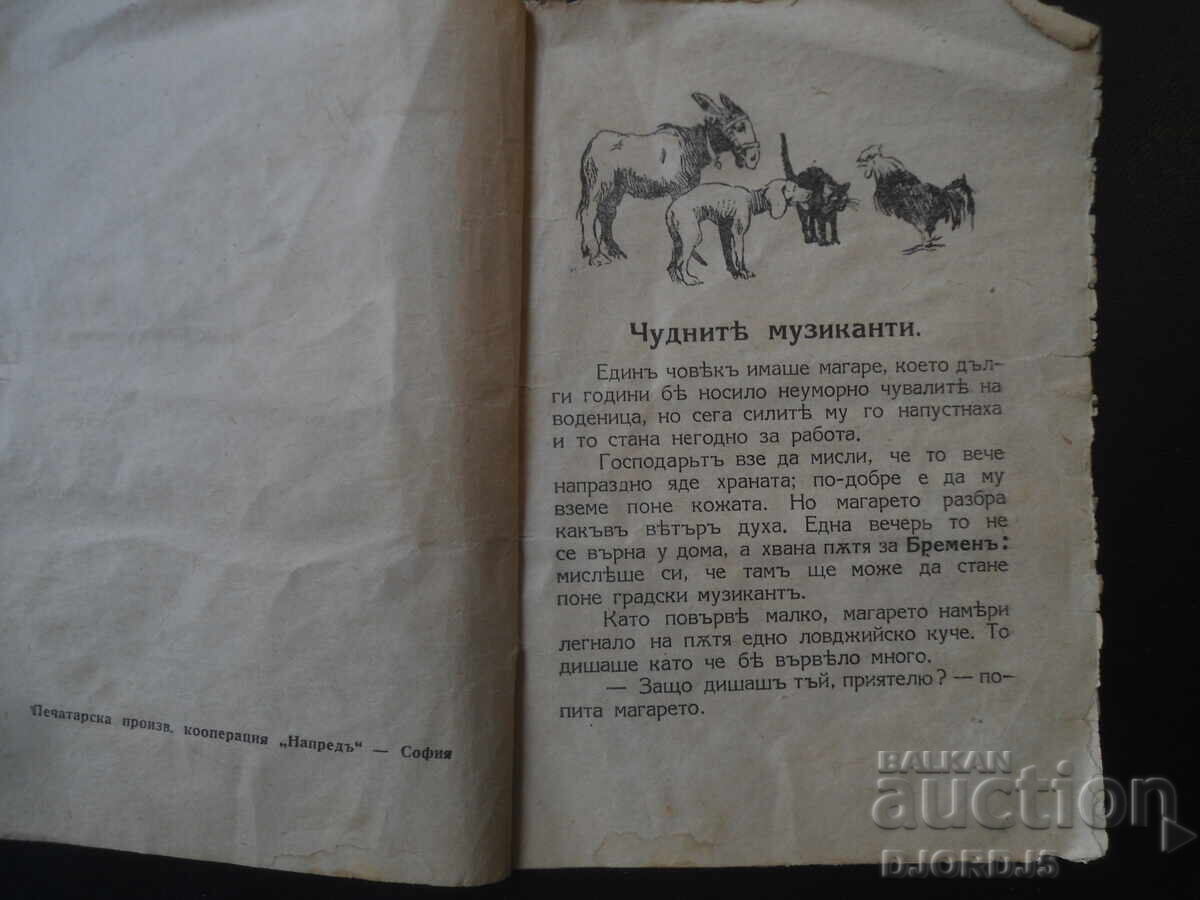 Печатарска произв. кооперация „Напредъ“ — София
Чуднитѣ музиканти.
Единъ човѣкъ имаше магаре, което дъл-
ги години бѣ носило неуморно чувалитѣ на
воденица, но сега силитѣ му го напустнаха
и то стана негодно за работа.
Господарьтъ взе да мисли, че то вече
напраздно яде храната; по-добре е да му
вземе поне кожата. Но магарето разбра
какъвъ вѣтъръ духа. Една вечерь то не
се върна у дома, а хвана пѫтя за Бременъ:
мислѣше си, че тамъ ще може да стане
поне градски музикантъ.
Като повървѣ малко, магарето намѣри
легнало на пѫтя едно ловджийско куче. То
дишаше като че бѣ вървѣло много.
— Защо дишашъ тъй, приятелю? — по-
пита магарето.
BALKAN
auction
DJORDJ5